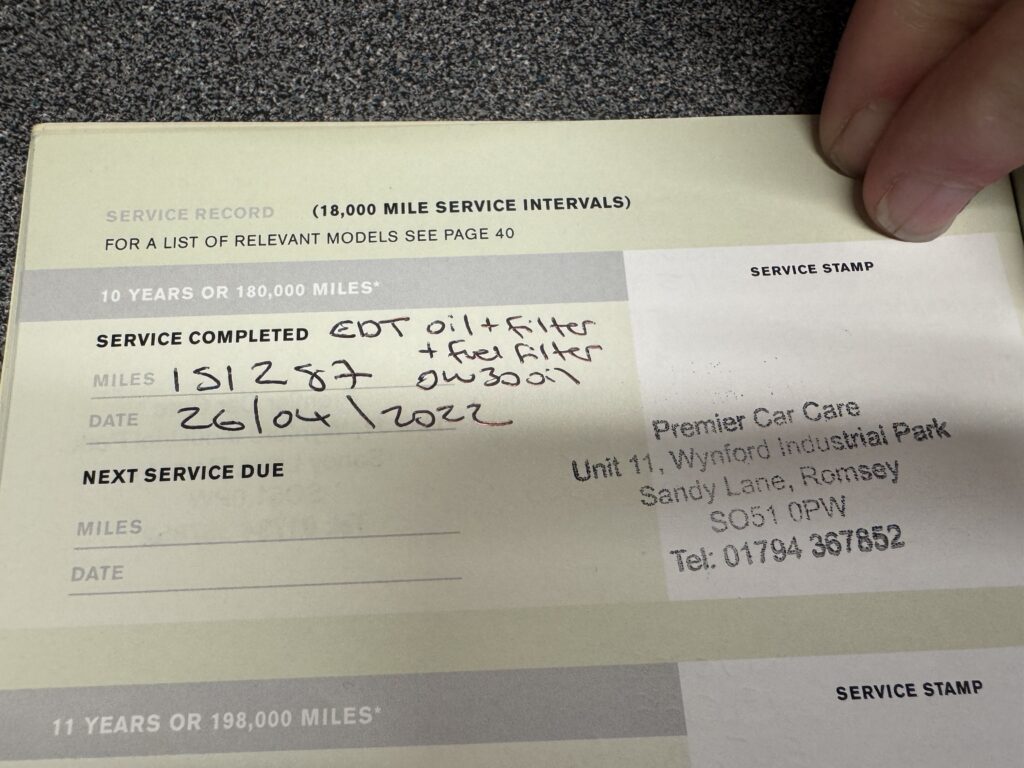 SERVICE RECORD (18,000 MILE SERVICE INTERVALS)
FOR A LIST OF RELEVANT MODELS SEE PAGE 40
10 YEARS OR 180,000 MILES*
SERVICE STAMP
SERVICE COMPLETED EDT oil + filter
+ fuel filter
MILES 151287 0w30 oil
DATE 26/04\2022
Premier Car Care
Unit 11, Wynford Industrial Park
Sandy Lane, Romsey
SO51 0PW
Tel: 01794 367852
NEXT SERVICE DUE
MILES
DATE
11 YEARS OR 198,000 MILES*
SERVICE STAMP